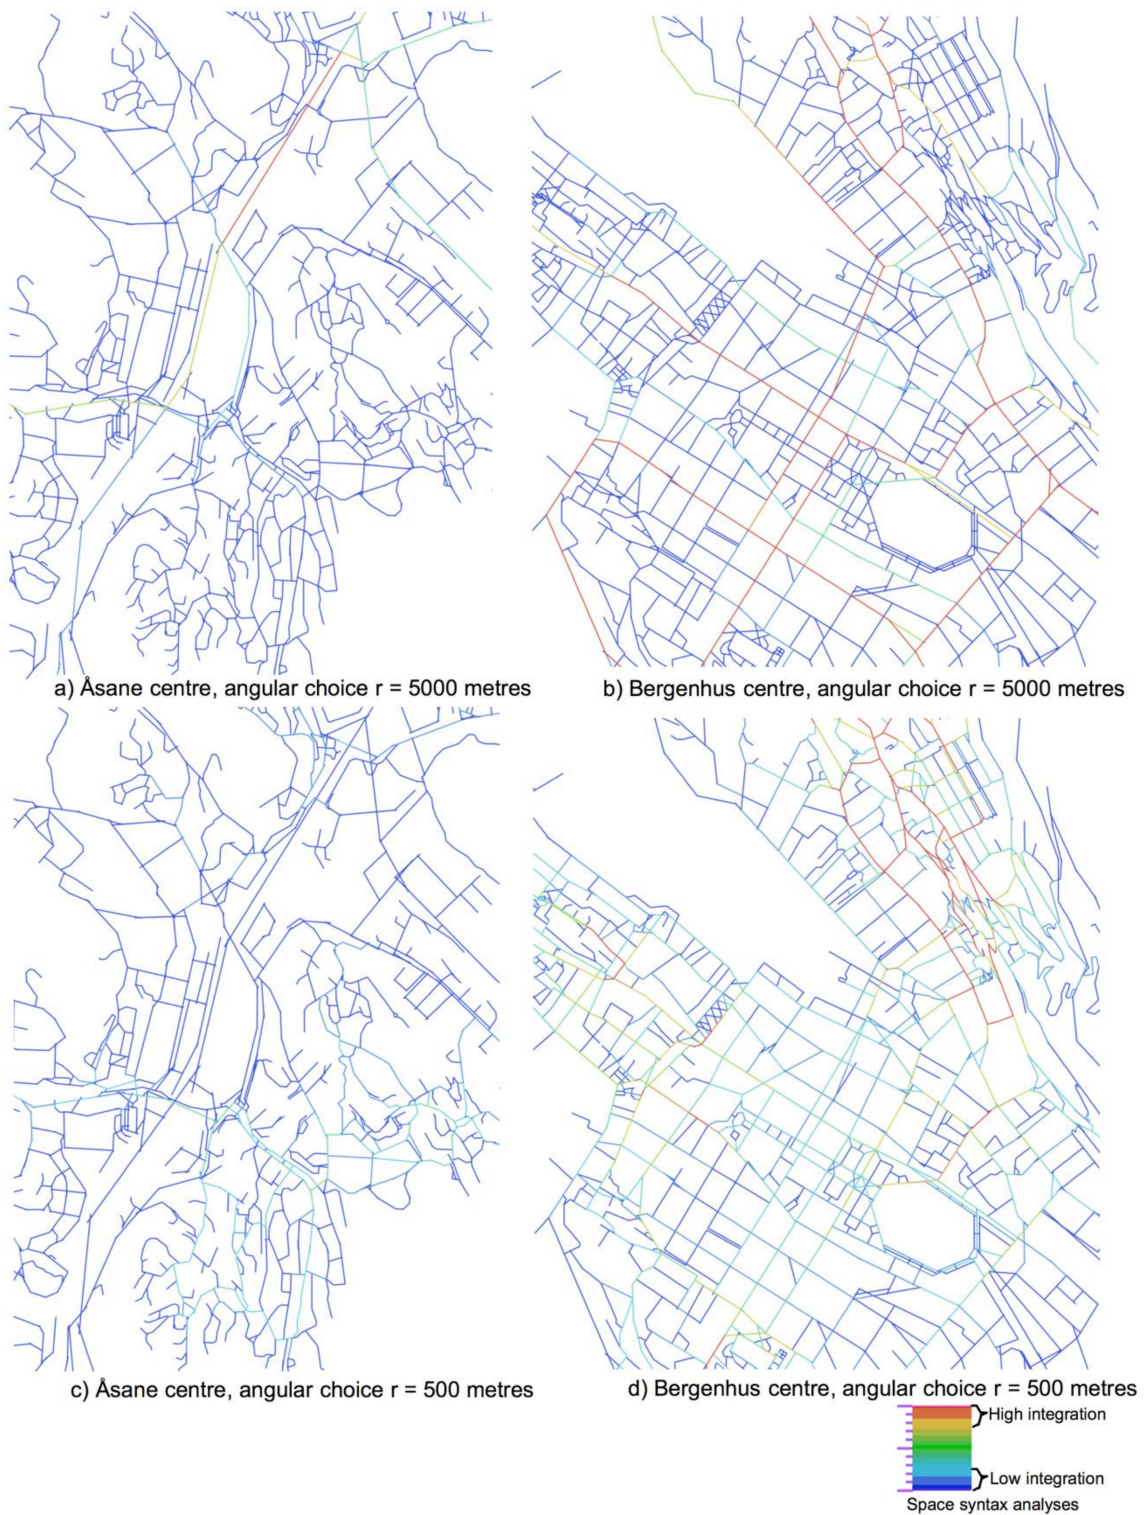 a) Åsane centre, angular choice r = 5000 metres
b) Bergenhus centre, angular choice r = 5000 metres
c) Åsane centre, angular choice r = 500 metres
d) Bergenhus centre, angular choice r = 500 metres
High integration
Low integration
Space syntax analyses